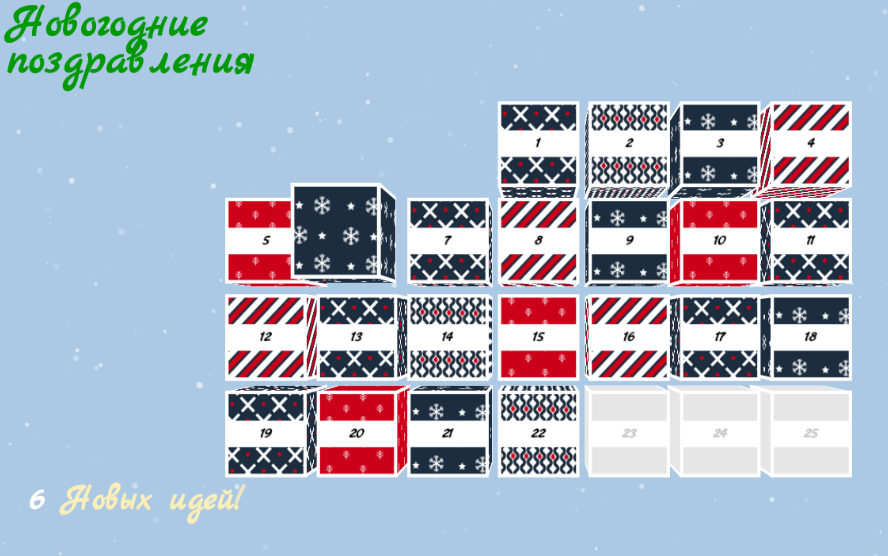 Новогодние
поздравления
1 2 3 4
5 7 8 9 10 11
12 13 14 15 16 17 18
19 20 21 22 23 24 25
6 Новых идей!